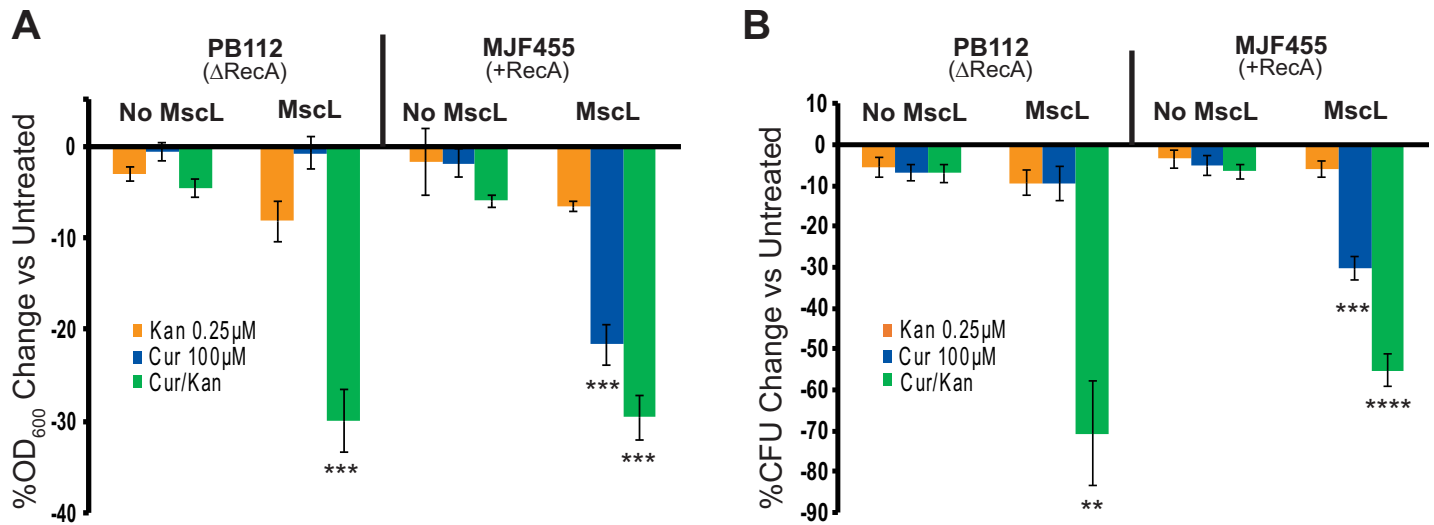 A
PB112
(ΔRecA)
MJF455
(+RecA)
No MscL
MscL
No MscL
MscL
%OD600 Change vs Untreated
0
-10
-20
-30
-40
Kan 0.25µM
Cur 100µM
Cur/Kan
***
***
***
B
PB112
(ΔRecA)
MJF455
(+RecA)
No MscL
MscL
No MscL
MscL
%CFU Change vs Untreated
10
0
-10
-20
-30
-40
-50
-60
-70
-80
-90
Kan 0.25µM
Cur 100µM
Cur/Kan
**
***
****